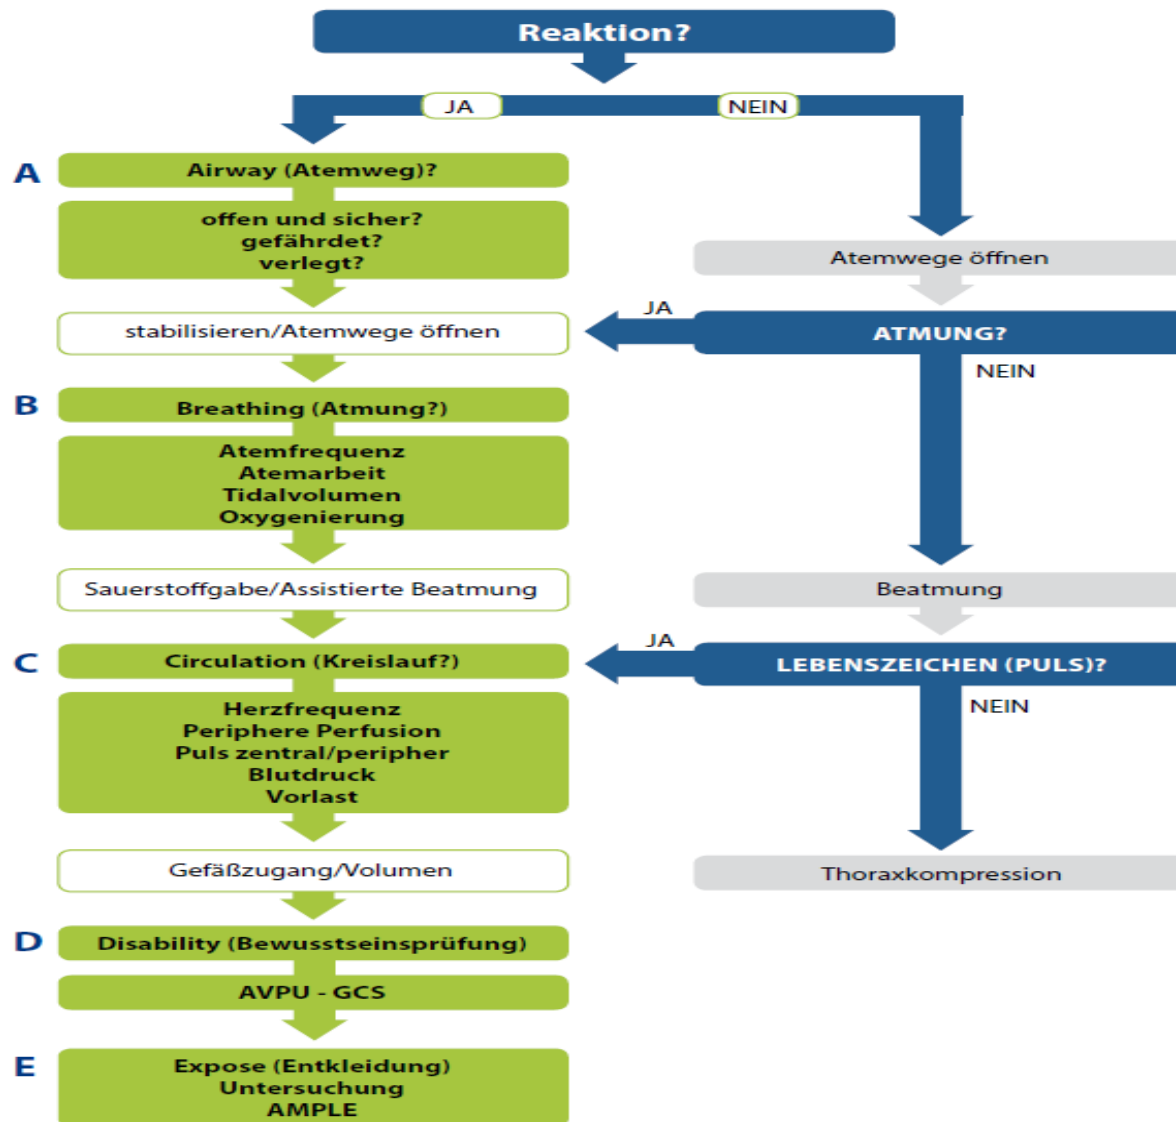 Reaktion?
JA
NEIN
A
Airway (Atemweg)?
offen und sicher?
gefährdet?
verlegt?
stabilisieren/Atemwege öffnen
B
Breathing (Atmung?)
Atemfrequenz
Atemarbeit
Tidalvolumen
Oxygenierung
Sauerstoffgabe/Assistierte Beatmung
C
Circulation (Kreislauf?)
Herzfrequenz
Periphere Perfusion
Puls zentral/peripher
Blutdruck
Vorlast
Gefäßzugang/Volumen
D
Disability (Bewusstseinsprüfung)
AVPU - GCS
E
Expose (Entkleidung)
Untersuchung
AMPLE
Atemwege öffnen
JA
ATMUNG?
NEIN
Beatmung
JA
LEBENSZEICHEN (PULS)?
NEIN
Thoraxkompression